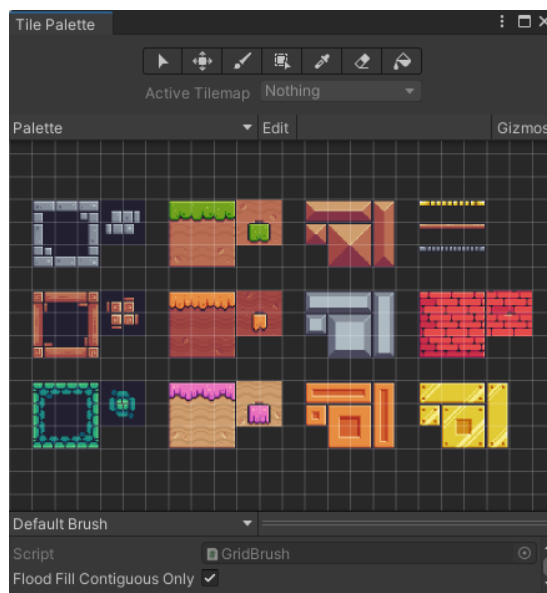 Tile Palette
Active Tilemap Nothing
Palette Edit Gizmos
Default Brush
Script GridBrush
Flood Fill Contiguous Only